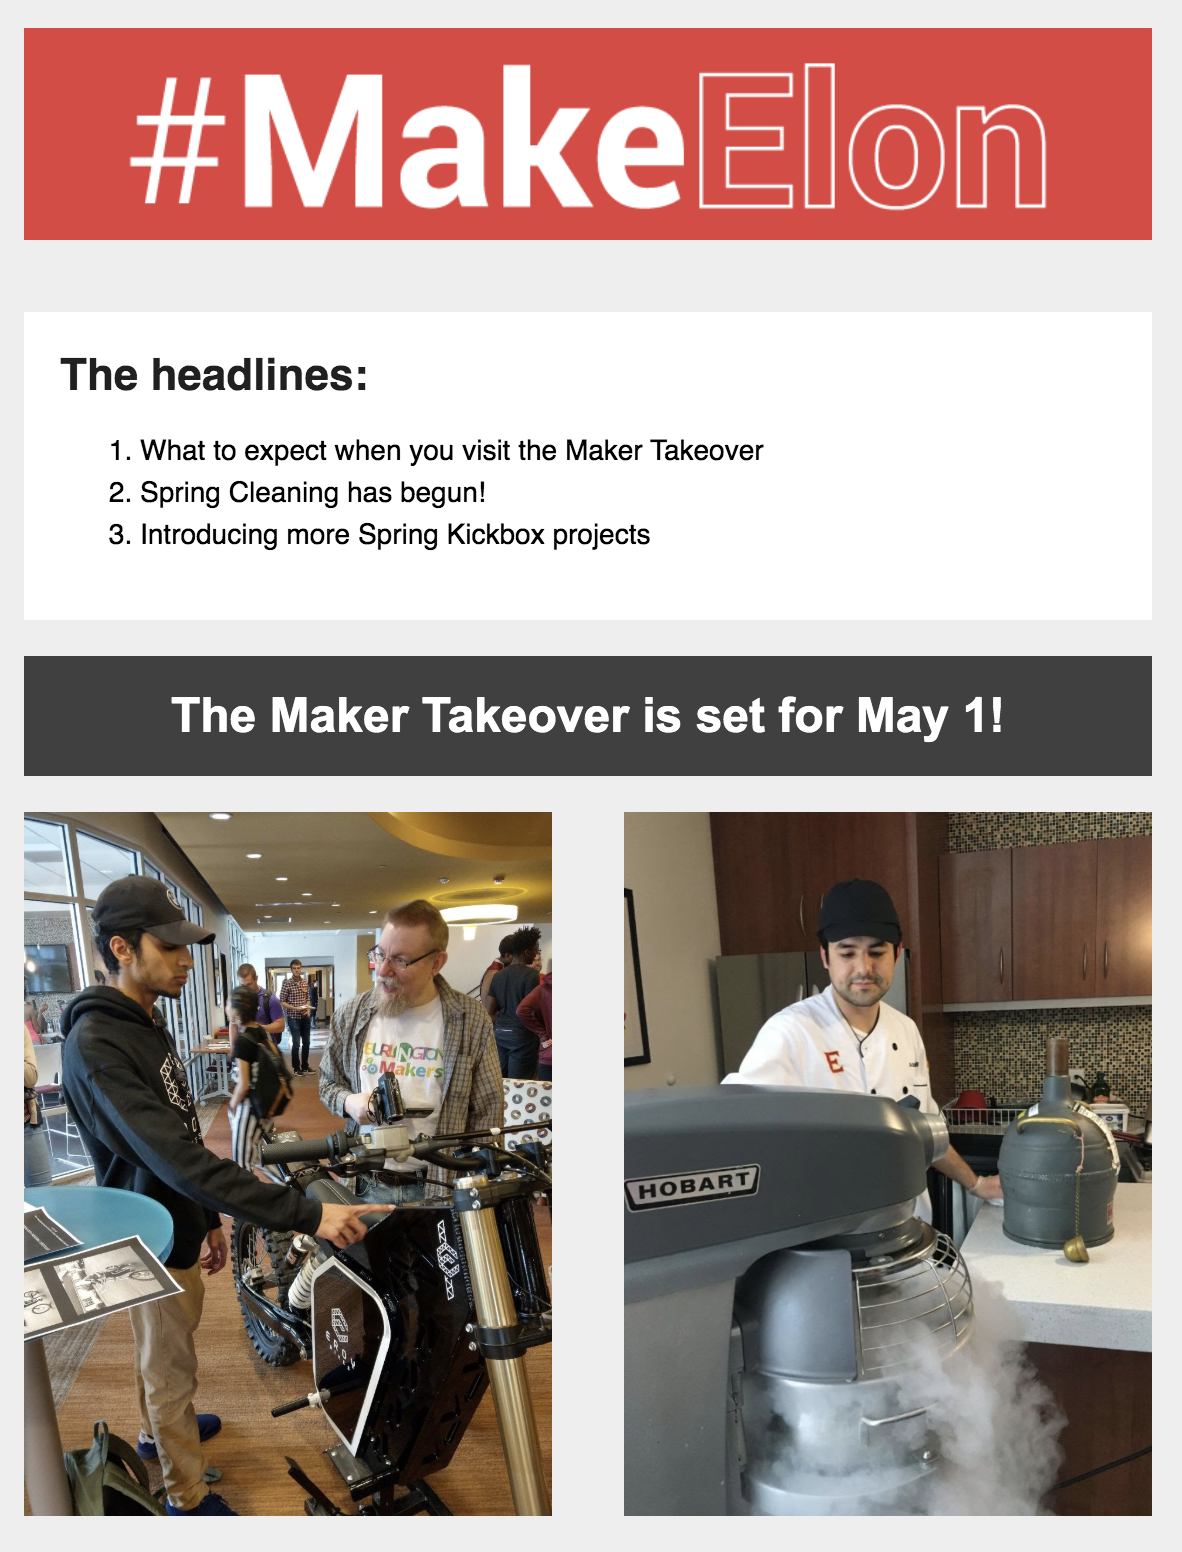 #MakeElon
The headlines:
1. What to expect when you visit the Maker Takeover
2. Spring Cleaning has begun!
3. Introducing more Spring Kickbox projects
The Maker Takeover is set for May 1!
BURLINGTON
Makers
E
HOBART